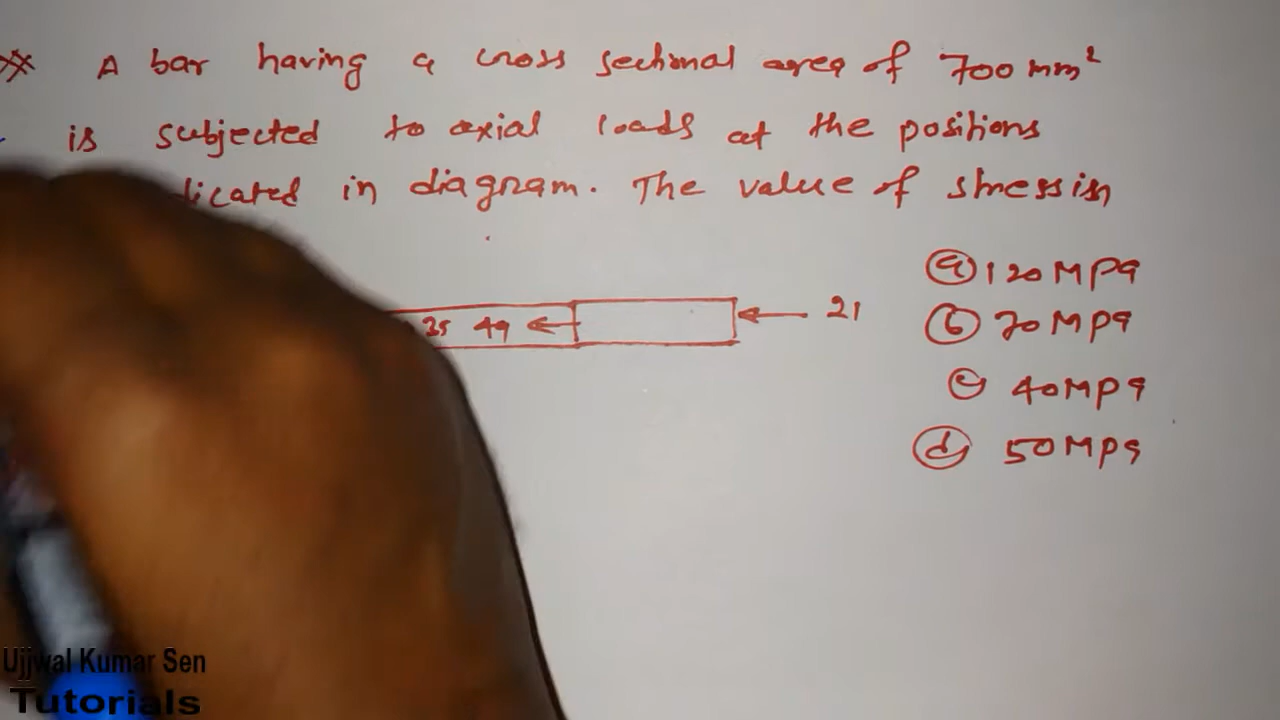 A bar having a cross sectional area of 700 mm²
is subjected to axial loads at the positions
dicated in diagram. The value of stress in
35 49 ← ← 21
ⓐ 120 MPa
ⓑ 70 MPa
ⓒ 40 MPa
ⓓ 50 MPa
Ujjwal Kumar Sen
Tutorials